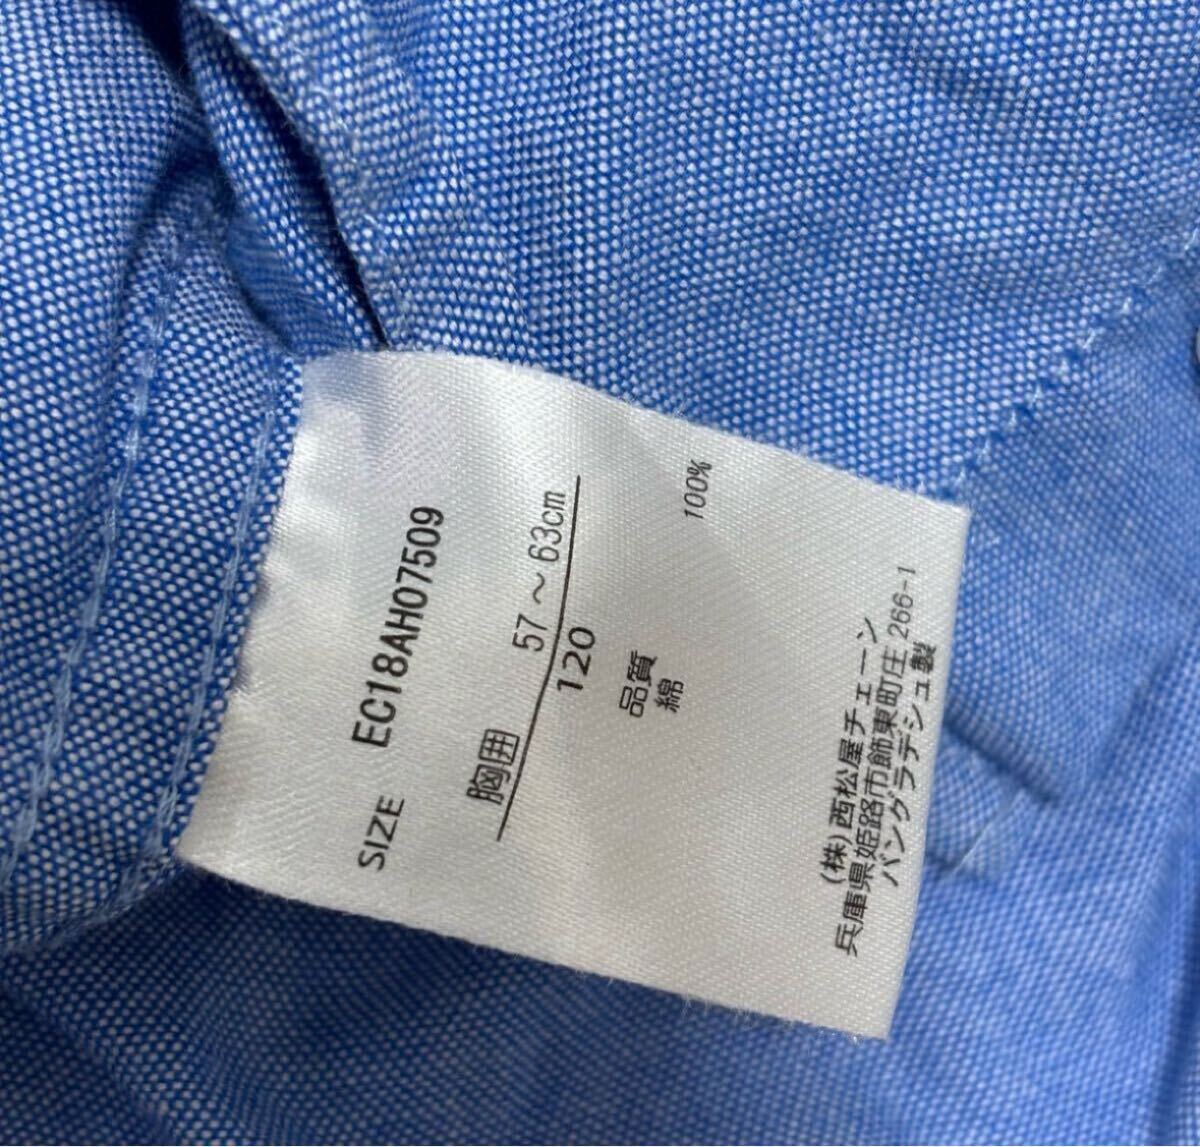 EC18AH07509
SIZE
胸囲 57～63cm
120
品質
綿 100%
(株)西松屋チェーン
兵庫県姫路市飾東町庄266-1
バングラデシュ製